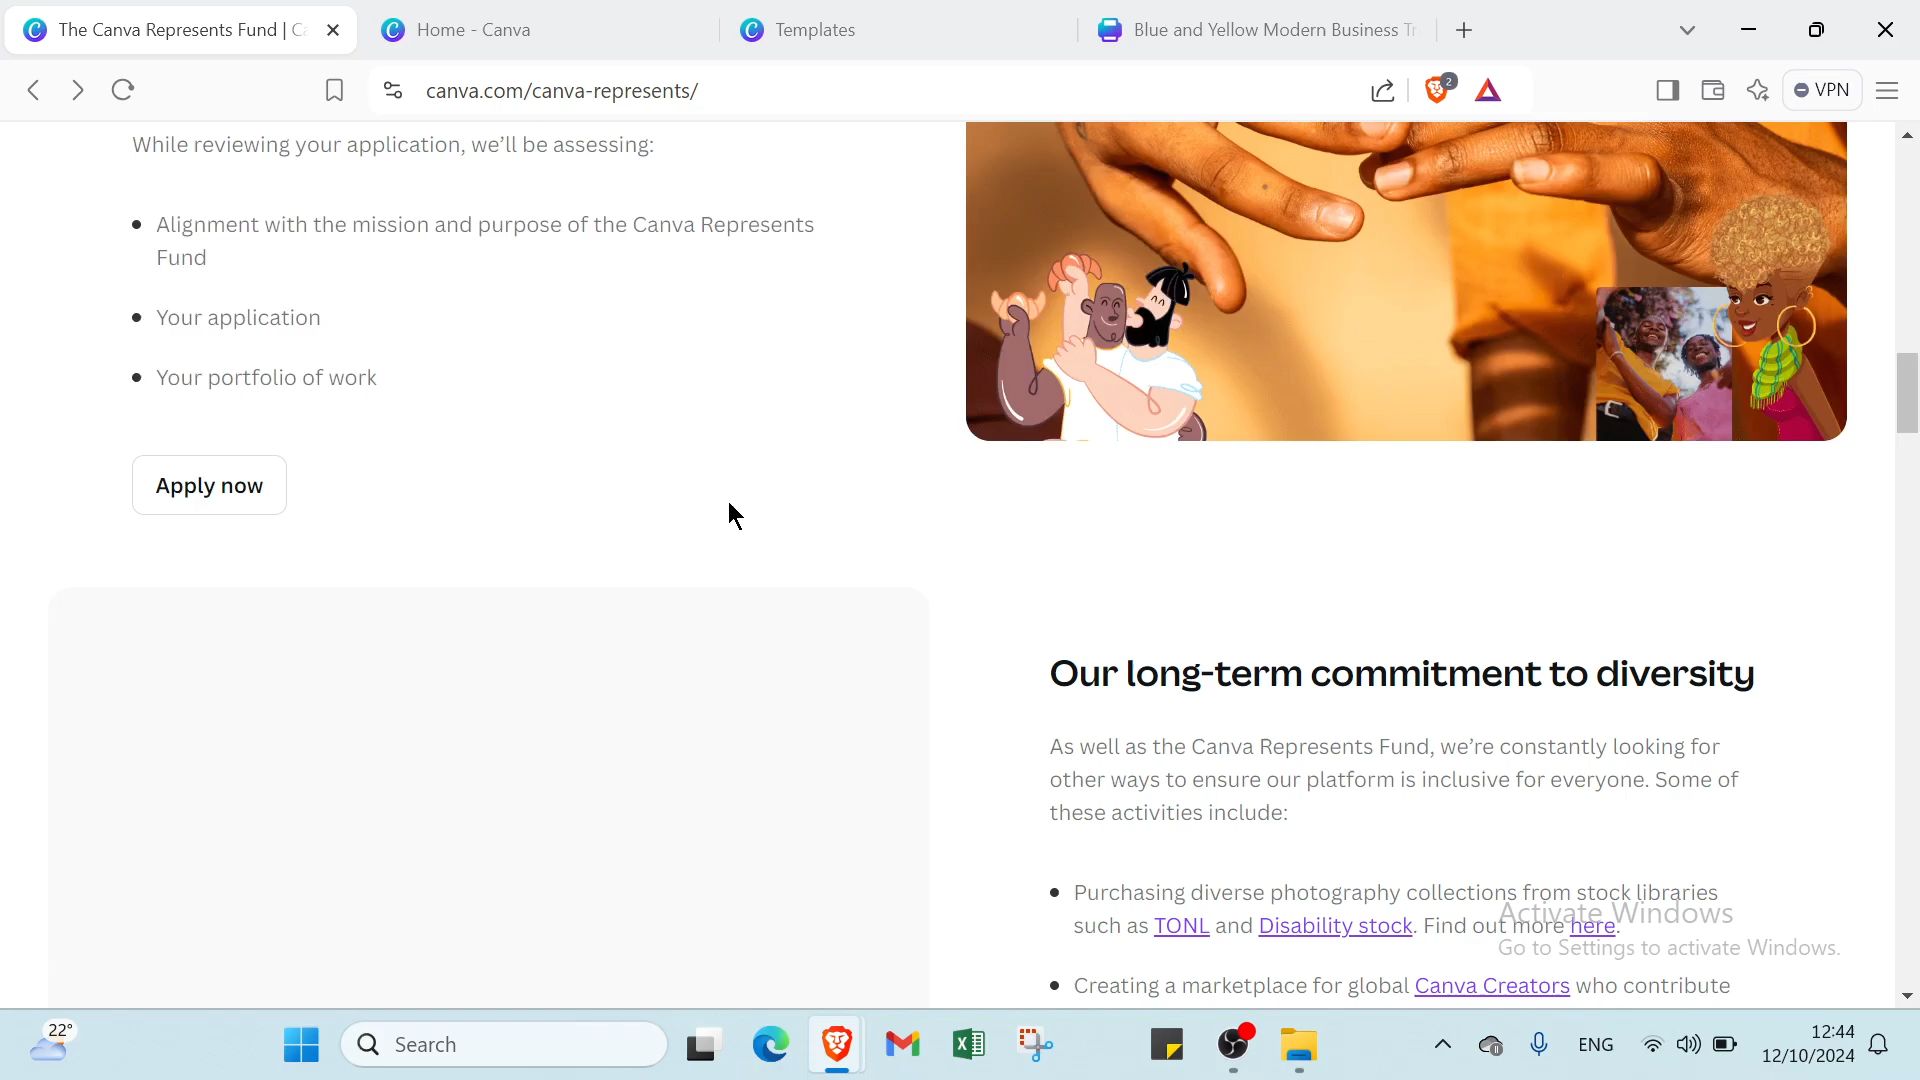 The Canva Represents Fund | Ca
Home - Canva
Templates
Blue and Yellow Modern Business Tr
canva.com/canva-represents/
2
VPN
While reviewing your application, we’ll be assessing:
Alignment with the mission and purpose of the Canva Represents
Fund
Your application
Your portfolio of work
Apply now
Our long-term commitment to diversity
As well as the Canva Represents Fund, we’re constantly looking for
other ways to ensure our platform is inclusive for everyone. Some of
these activities include:
Purchasing diverse photography collections from stock libraries
such as TONL and Disability stock. Find out more here.
Creating a marketplace for global Canva Creators who contribute
Activate Windows
Go to Settings to activate Windows.
22°
Search
ENG
12:44
12/10/2024